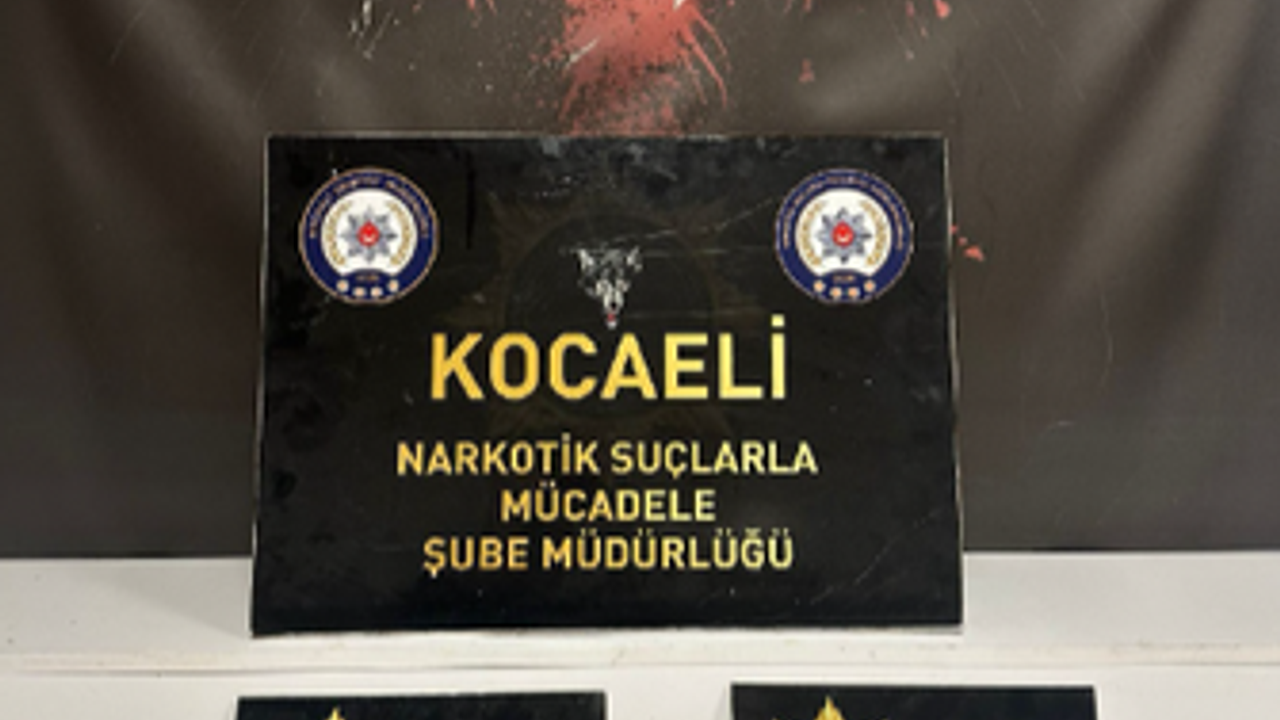 KOCAELİ
NARKOTİK SUÇLARLA
MÜCADELE
ŞUBE MÜDÜRLÜĞÜ